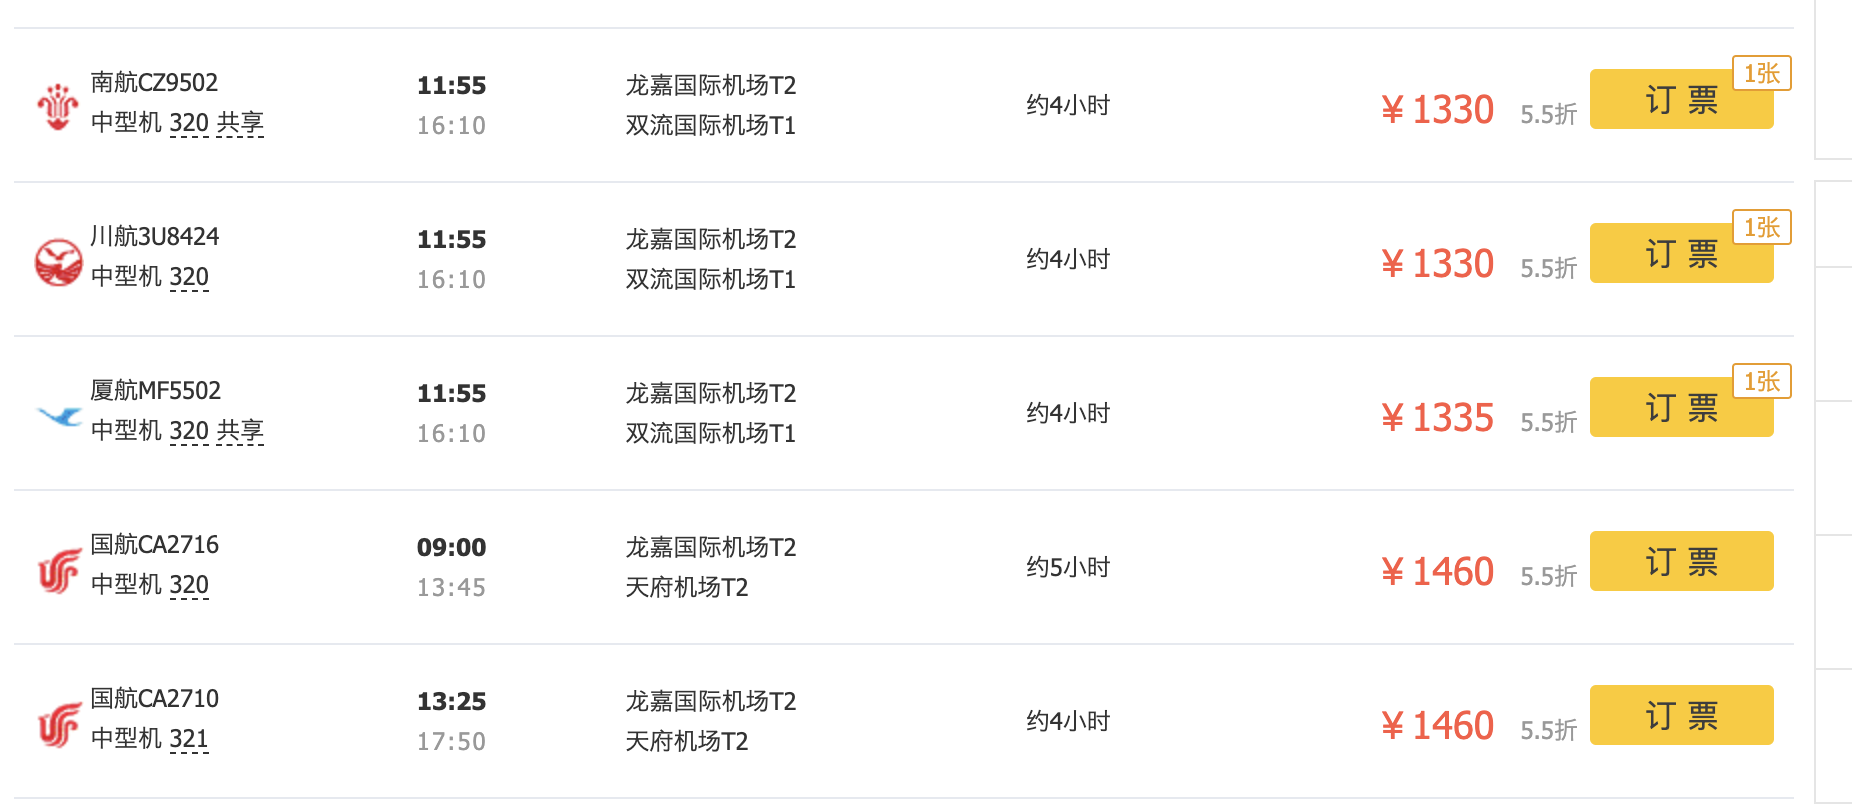 南航CZ9502
中型机 320 共享
11:55
16:10
龙嘉国际机场T2
双流国际机场T1
约4小时
¥1330 5.5折
订 票
1张
川航3U8424
中型机 320
11:55
16:10
龙嘉国际机场T2
双流国际机场T1
约4小时
¥1330 5.5折
订 票
1张
厦航MF5502
中型机 320 共享
11:55
16:10
龙嘉国际机场T2
双流国际机场T1
约4小时
¥1335 5.5折
订 票
1张
国航CA2716
中型机 320
09:00
13:45
龙嘉国际机场T2
天府机场T2
约5小时
¥1460 5.5折
订 票
国航CA2710
中型机 321
13:25
17:50
龙嘉国际机场T2
天府机场T2
约4小时
¥1460 5.5折
订 票